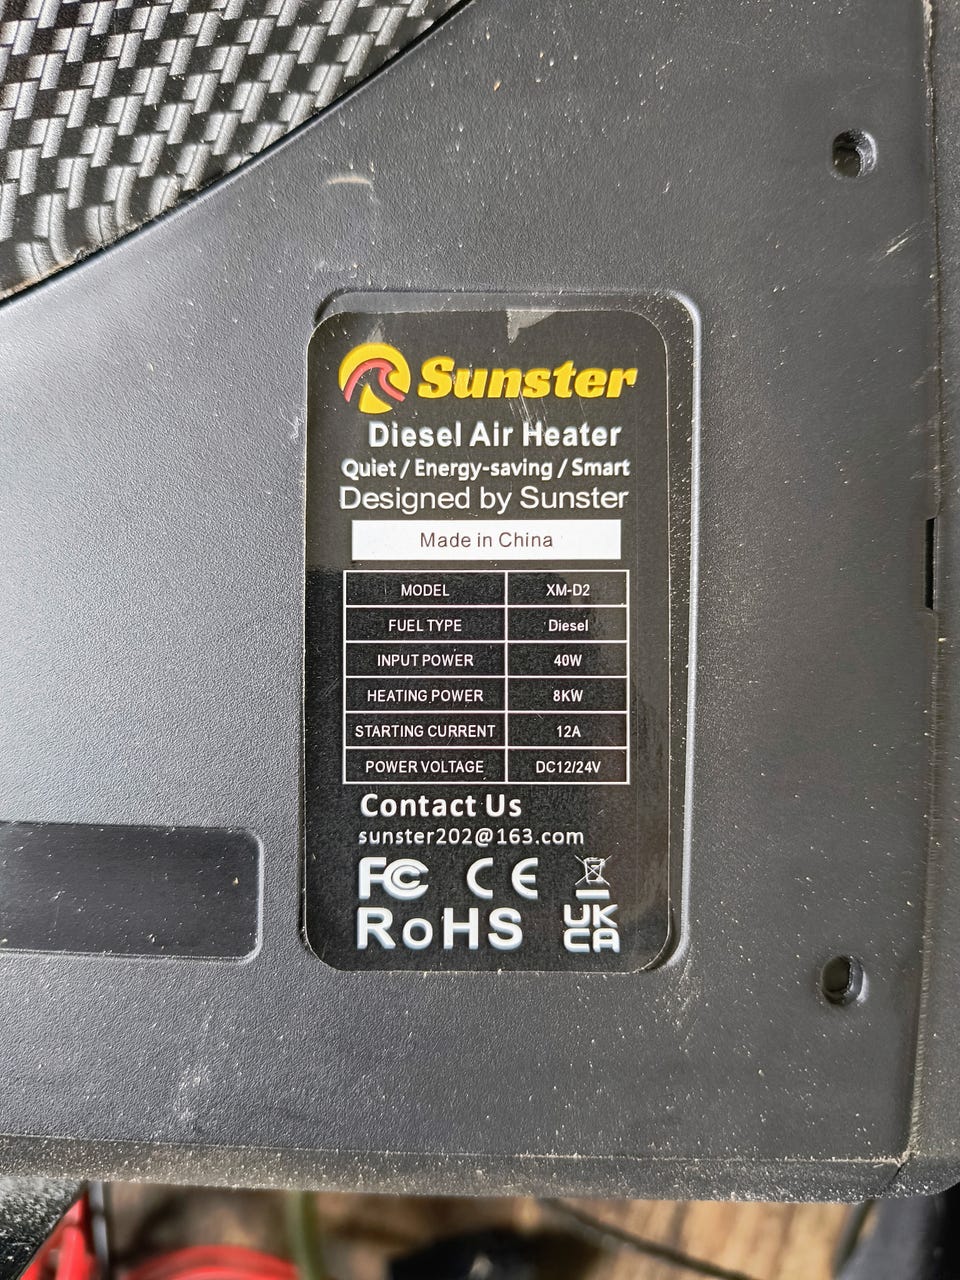 Sunster
Diesel Air Heater
Quiet / Energy-saving / Smart
Designed by Sunster
Made in China
MODEL XM-D2
FUEL TYPE Diesel
INPUT POWER 40W
HEATING POWER 8KW
STARTING CURRENT 12A
POWER VOLTAGE DC12/24V
Contact Us
sunster202@163.com
FC CE
RoHS UK
CA